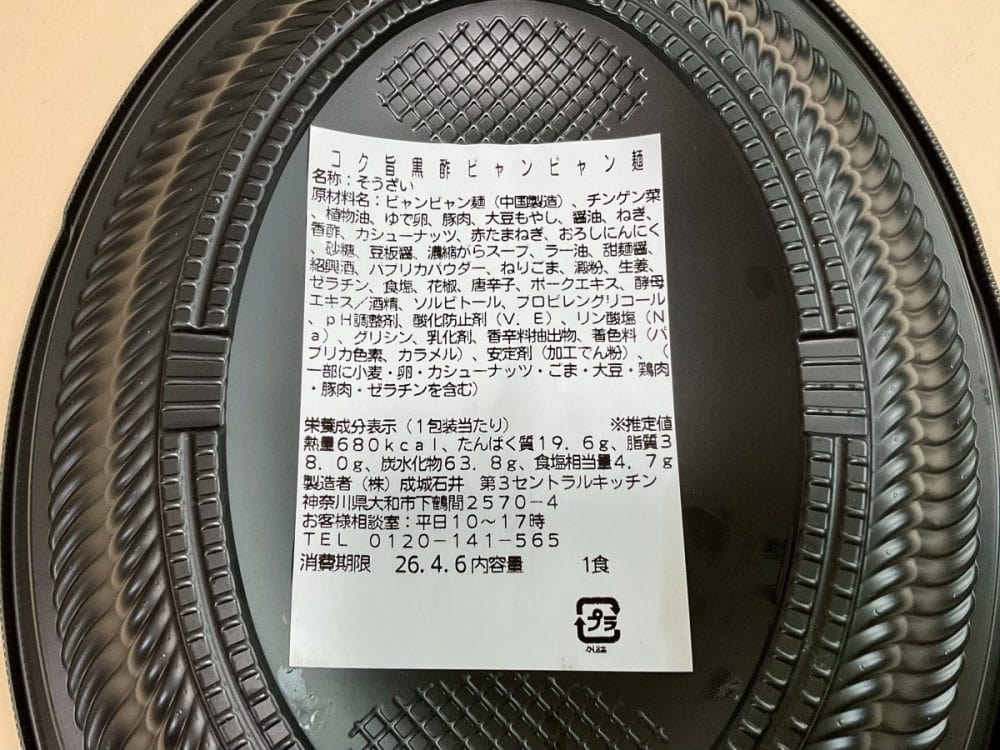 コク旨黒酢ビャンビャン麺
名称：そうざい
原材料名：ビャンビャン麺（中国製造）、チンゲン菜
、植物油、ゆで卵、豚肉、大豆もやし、醤油、ねぎ、
香酢、カシューナッツ、赤たまねぎ、おろしにんにく
、砂糖、豆板醤、濃縮がらスープ、ラー油、甜麺醤、
紹興酒、パプリカパウダー、ねりごま、澱粉、生姜、
ゼラチン、食塩、花椒、唐辛子、ポークエキス、酵母
エキス／酒精、ソルビトール、プロピレングリコール
、ｐＨ調整剤、酸化防止剤（Ｖ．Ｅ）、リン酸塩（Ｎ
ａ）、グリシン、乳化剤、香辛料抽出物、着色料（パ
プリカ色素、カラメル）、安定剤（加工でん粉）、（
一部に小麦・卵・カシューナッツ・ごま・大豆・鶏肉
・豚肉・ゼラチンを含む）
栄養成分表示（１包装当たり） ※推定値
熱量６８０ｋｃａｌ、たんぱく質１９．６ｇ、脂質３
８．０ｇ、炭水化物６３．８ｇ、食塩相当量４．７ｇ
製造者（株）成城石井 第３セントラルキッチン
神奈川県大和市下鶴間２５７０－４
お客様相談室：平日１０～１７時
ＴＥＬ ０１２０－１４１－５６５
消費期限 26.4.6内容量 1食
プラ